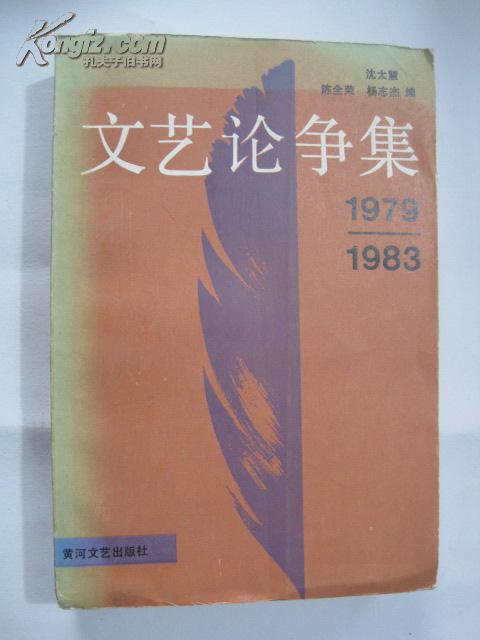 Kongfz.com
孔夫子旧书网
沈太慧
陈全荣 杨志杰 编
文艺论争集
1979
1983
黄河文艺出版社